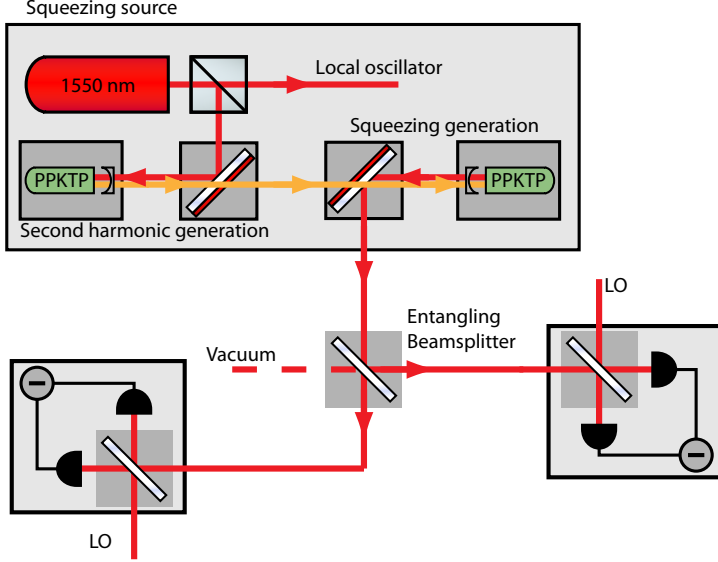 Squeezing source
1550 nm
Local oscillator
Squeezing generation
PPKTP
PPKTP
Second harmonic generation
LO
Entangling
Beamsplitter
Vacuum
LO